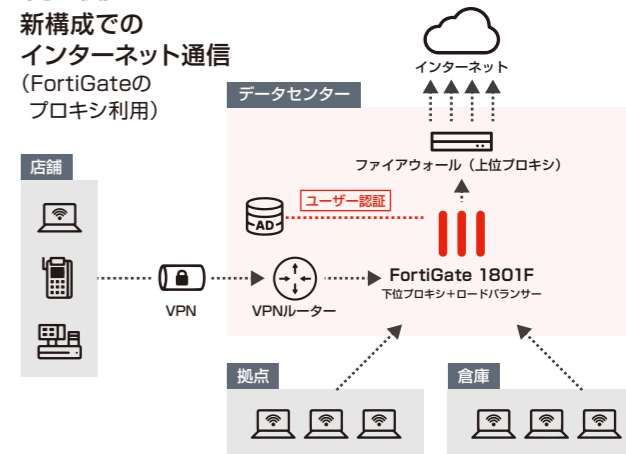 新構成での
インターネット通信
(FortiGateの
プロキシ利用)
インターネット
データセンター
ファイアウォール(上位プロキシ)
店舗
ユーザー認証
AD
FortiGate 1801F
下位プロキシ+ロードバランサー
VPN
VPNルーター
拠点
倉庫